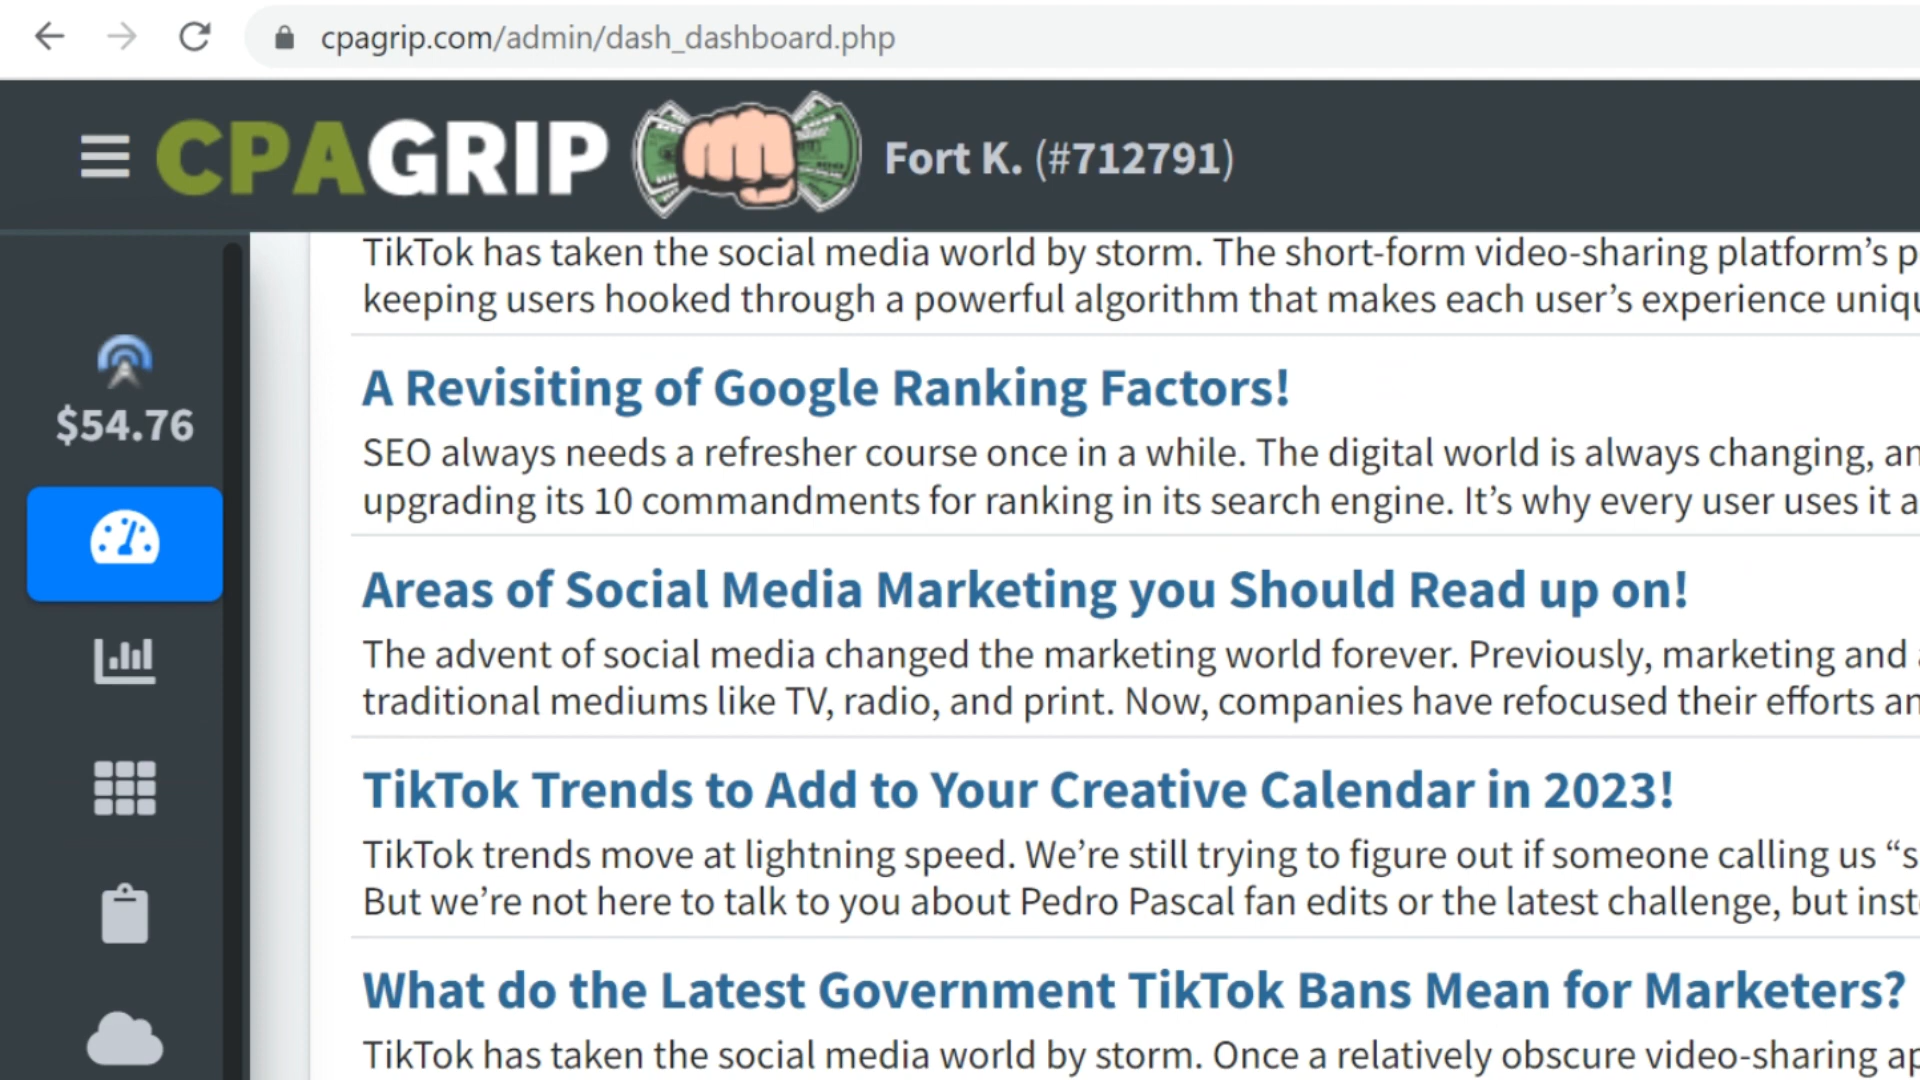 cpagrip.com/admin/dash_dashboard.php
CPAGRIP Fort K. (#712791)
$54.76
TikTok has taken the social media world by storm. The short-form video-sharing platform’s
keeping users hooked through a powerful algorithm that makes each user’s experience
A Revisiting of Google Ranking Factors!
SEO always needs a refresher course once in a while. The digital world is always changing,
upgrading its 10 commandments for ranking in its search engine. It’s why every user uses it
Areas of Social Media Marketing you Should Read up on!
The advent of social media changed the marketing world forever. Previously, marketing and
traditional mediums like TV, radio, and print. Now, companies have refocused their efforts
TikTok Trends to Add to Your Creative Calendar in 2023!
TikTok trends move at lightning speed. We’re still trying to figure out if someone calling us
But we’re not here to talk to you about Pedro Pascal fan edits or the latest challenge, but
What do the Latest Government TikTok Bans Mean for Marketers?
TikTok has taken the social media world by storm. Once a relatively obscure video-sharing